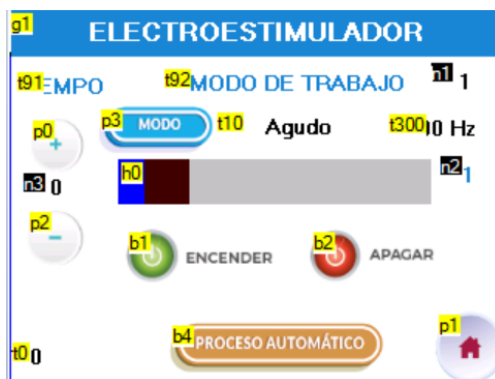 g1 ELECTROESTIMULADOR
t91 EMPO t92 MODO DE TRABAJO n1 1
p0 + p3 MODO t10 Agudo t300 0 Hz
n3 0 h0 n2 1
p2 − b1 ENCENDER b2 APAGAR
t0 0 b4 PROCESO AUTOMÁTICO p1